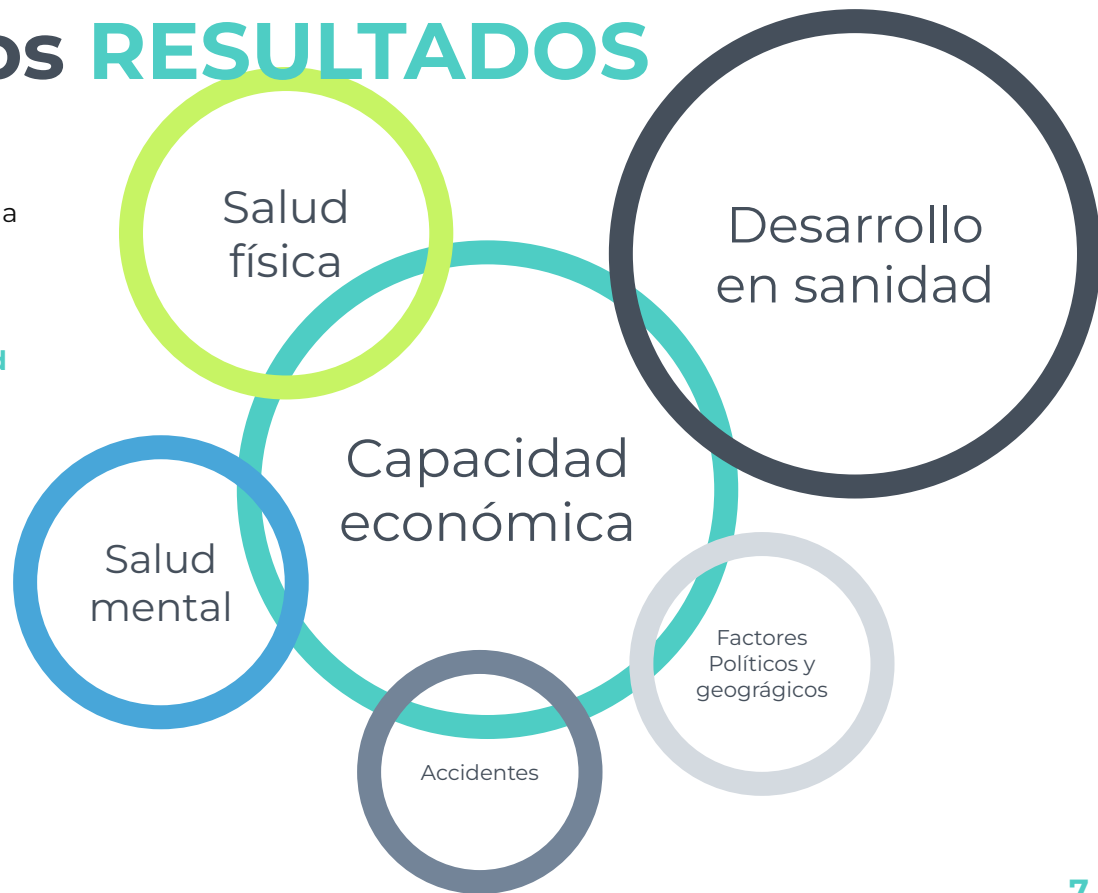 os RESULTADOS
a
d
Salud
física
Desarrollo
en sanidad
Capacidad
económica
Salud
mental
Factores
Políticos y
geográgicos
Accidentes
7